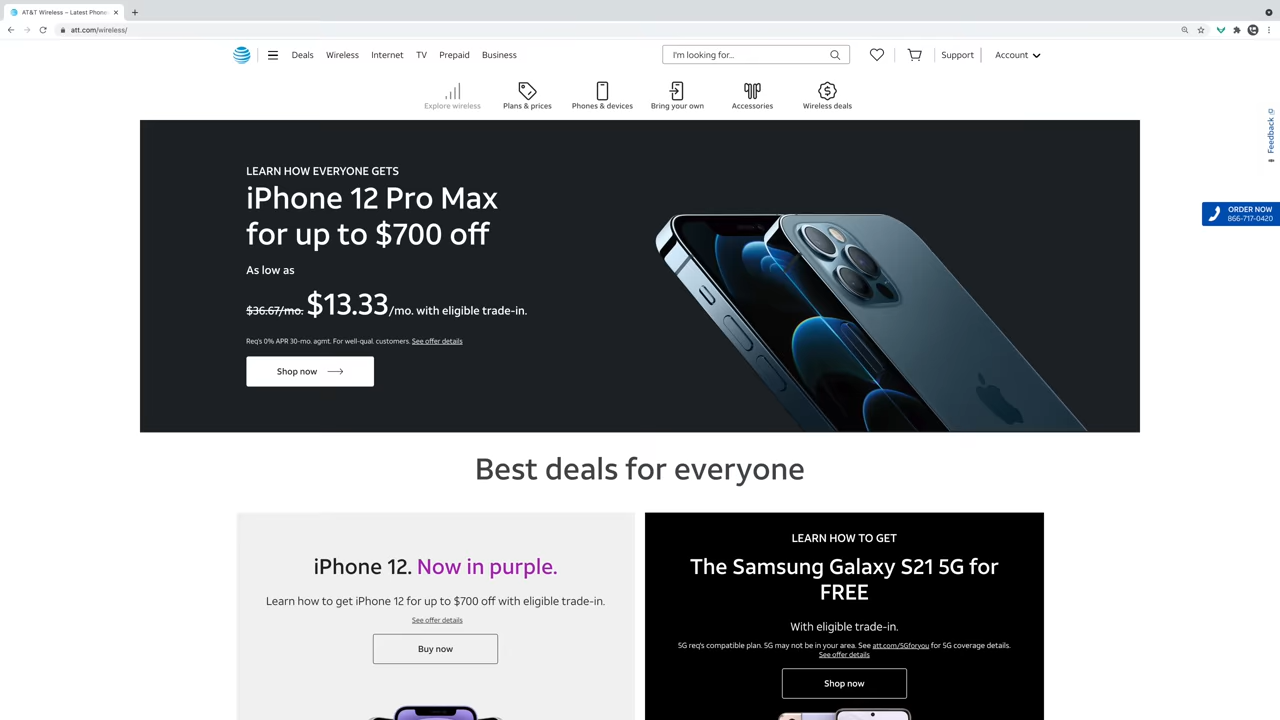 AT&T Wireless – Latest Phone
att.com/wireless/
Deals
Wireless
Internet
TV
Prepaid
Business
I'm looking for...
Support
Account
Explore wireless
Plans & prices
Phones & devices
Bring your own
Accessories
Wireless deals
Feedback
ORDER NOW
866-717-0420
LEARN HOW EVERYONE GETS
iPhone 12 Pro Max
for up to $700 off
As low as
$36.67/mo. $13.33/mo. with eligible trade-in.
Req's 0% APR 30-mo. agmt. For well-qual. customers. See offer details
Shop now
Best deals for everyone
iPhone 12. Now in purple.
Learn how to get iPhone 12 for up to $700 off with eligible trade-in.
See offer details
Buy now
LEARN HOW TO GET
The Samsung Galaxy S21 5G for
FREE
With eligible trade-in.
5G req's compatible plan. 5G may not be in your area. See att.com/5Gforyou for 5G coverage details.
See offer details
Shop now